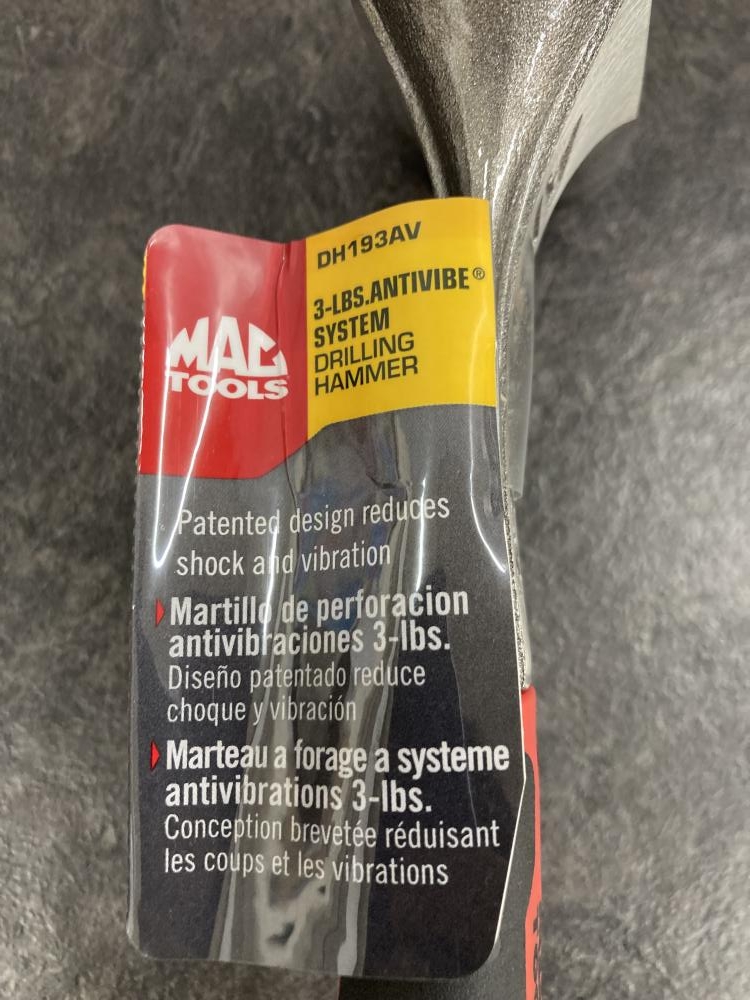 DH193AV
3-LBS.ANTIVIBE®
SYSTEM
DRILLING
HAMMER
MAC
TOOLS
Patented design reduces
shock and vibration
Martillo de perforacion
antivibraciones 3-lbs.
Diseño patentado reduce
choque y vibración
Marteau a forage a systeme
antivibrations 3-lbs.
Conception brevetée réduisant
les coups et les vibrations